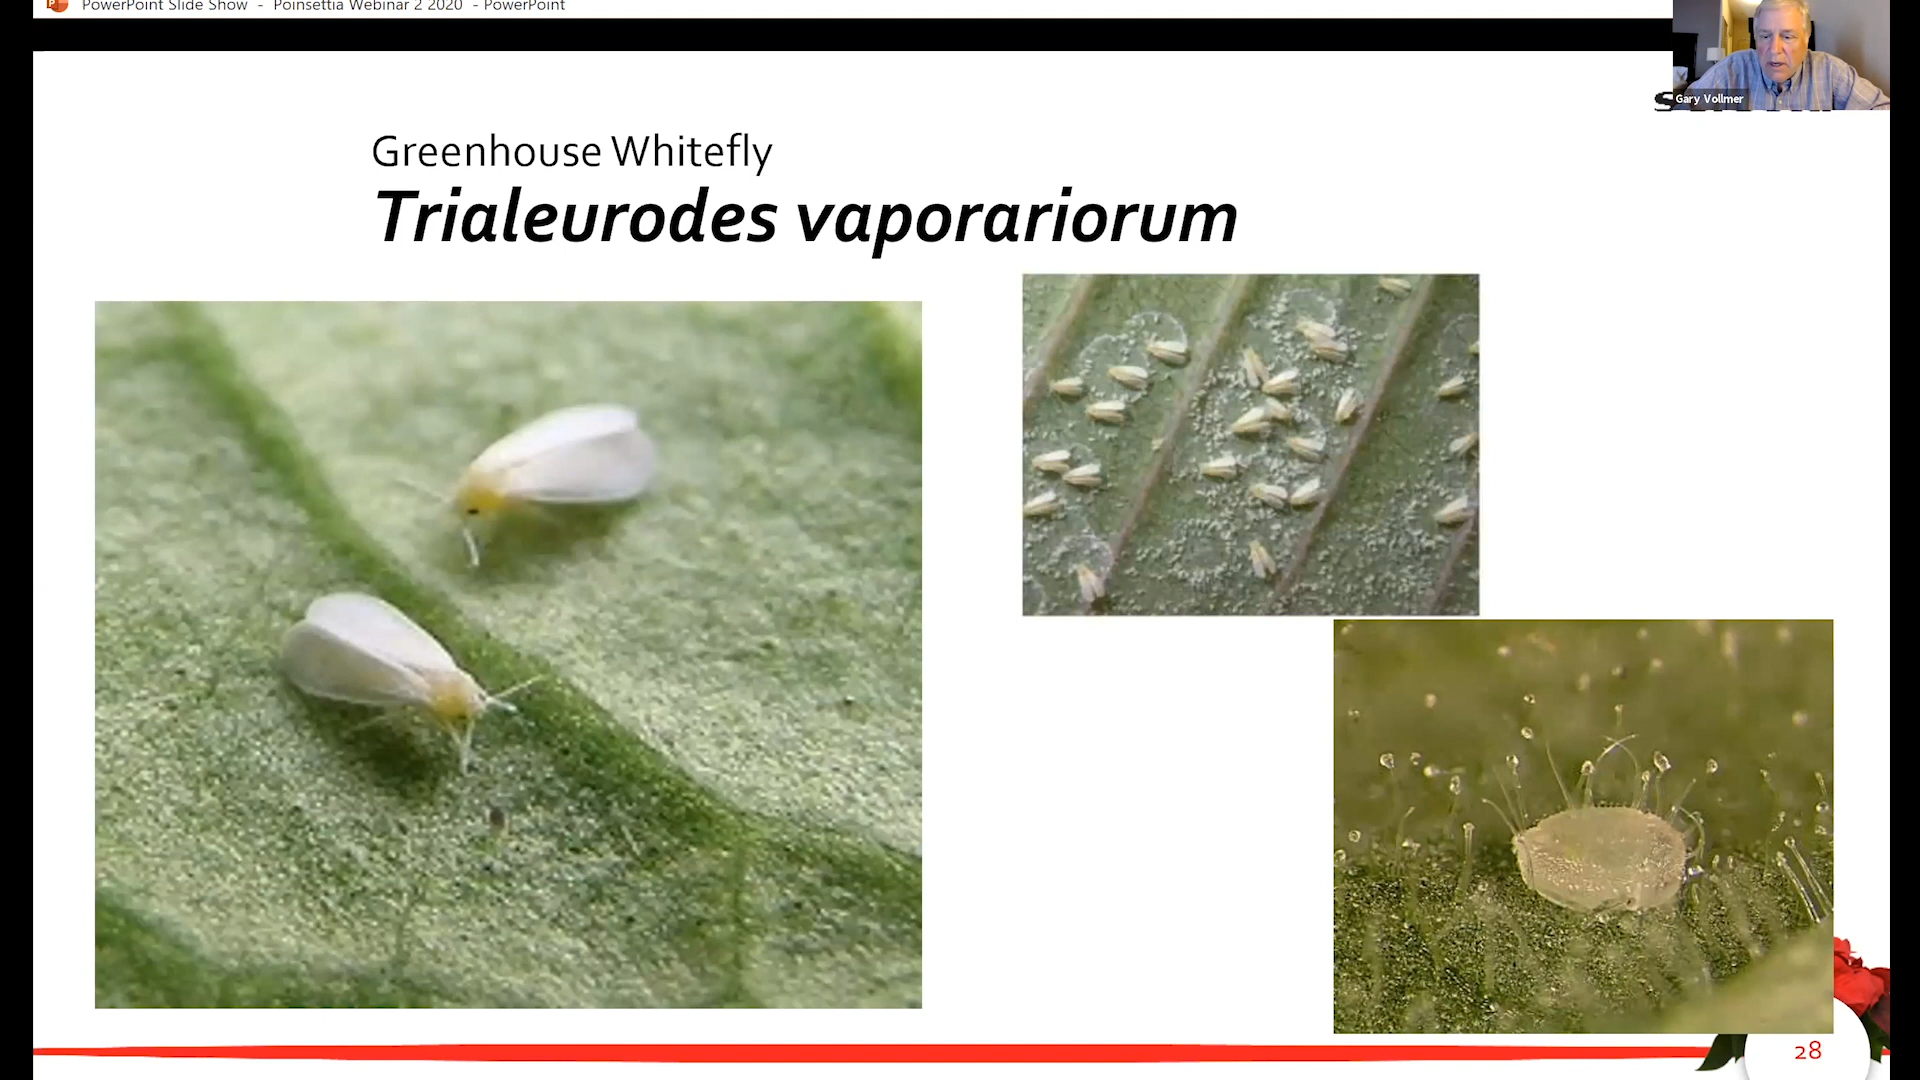 PowerPoint Slide Show - Poinsettia Webinar 2 2020 - PowerPoint
Gary Vollmer
Greenhouse Whitefly
Trialeurodes vaporariorum
28